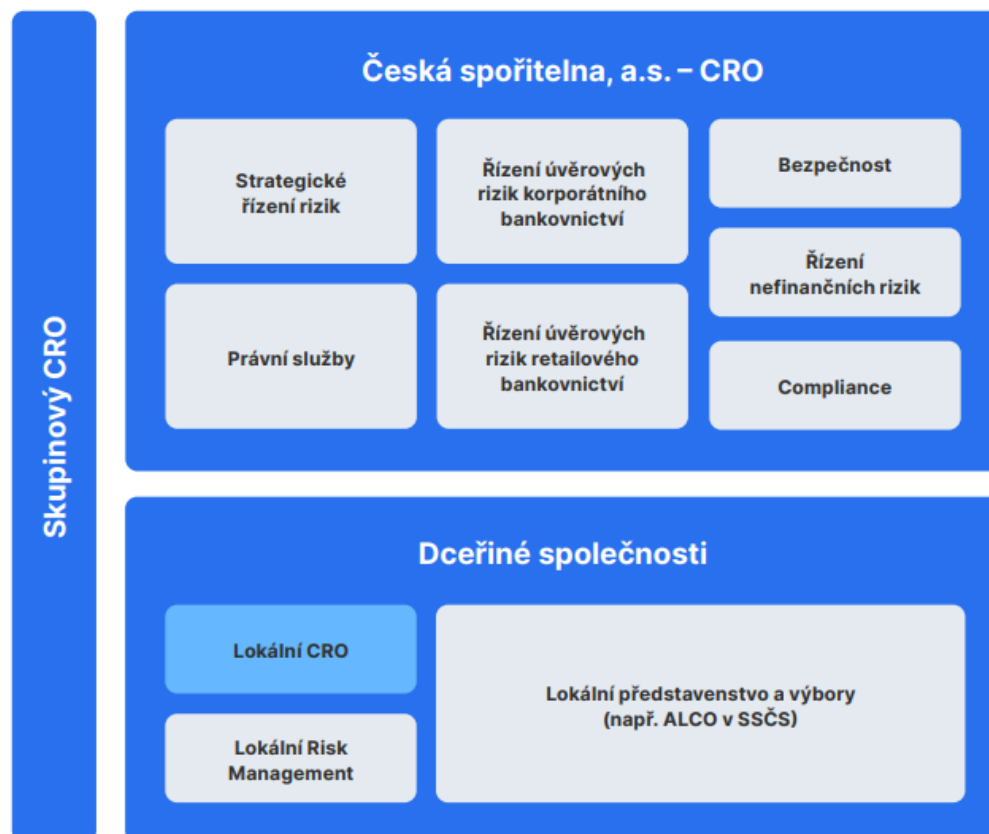 Skupinový CRO
Česká spořitelna, a.s. – CRO
Strategické
řízení rizik
Řízení úvěrových
rizik korporátního
bankovnictví
Bezpečnost
Řízení
nefinančních rizik
Právní služby
Řízení úvěrových
rizik retailového
bankovnictví
Compliance
Dceřiné společnosti
Lokální CRO
Lokální představenstvo a výbory
(např. ALCO v SSČS)
Lokální Risk
Management